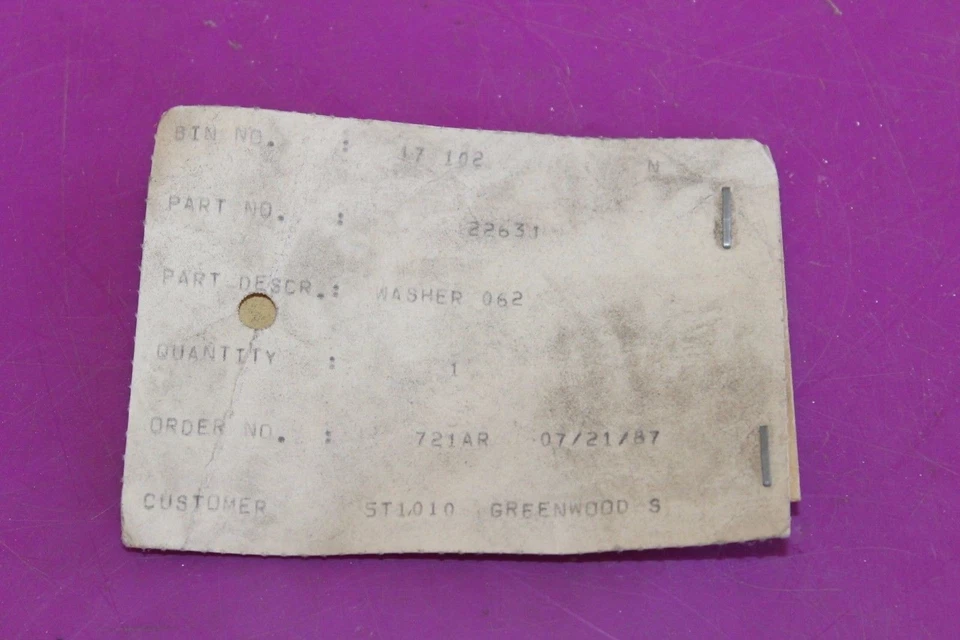 BIN NO. : 17 102 N
PART NO. : 22631
PART DESCR. : WASHER 062
QUANTITY : 1
ORDER NO. : 721AR 07/21/87
CUSTOMER ST1010 GREENWOOD S